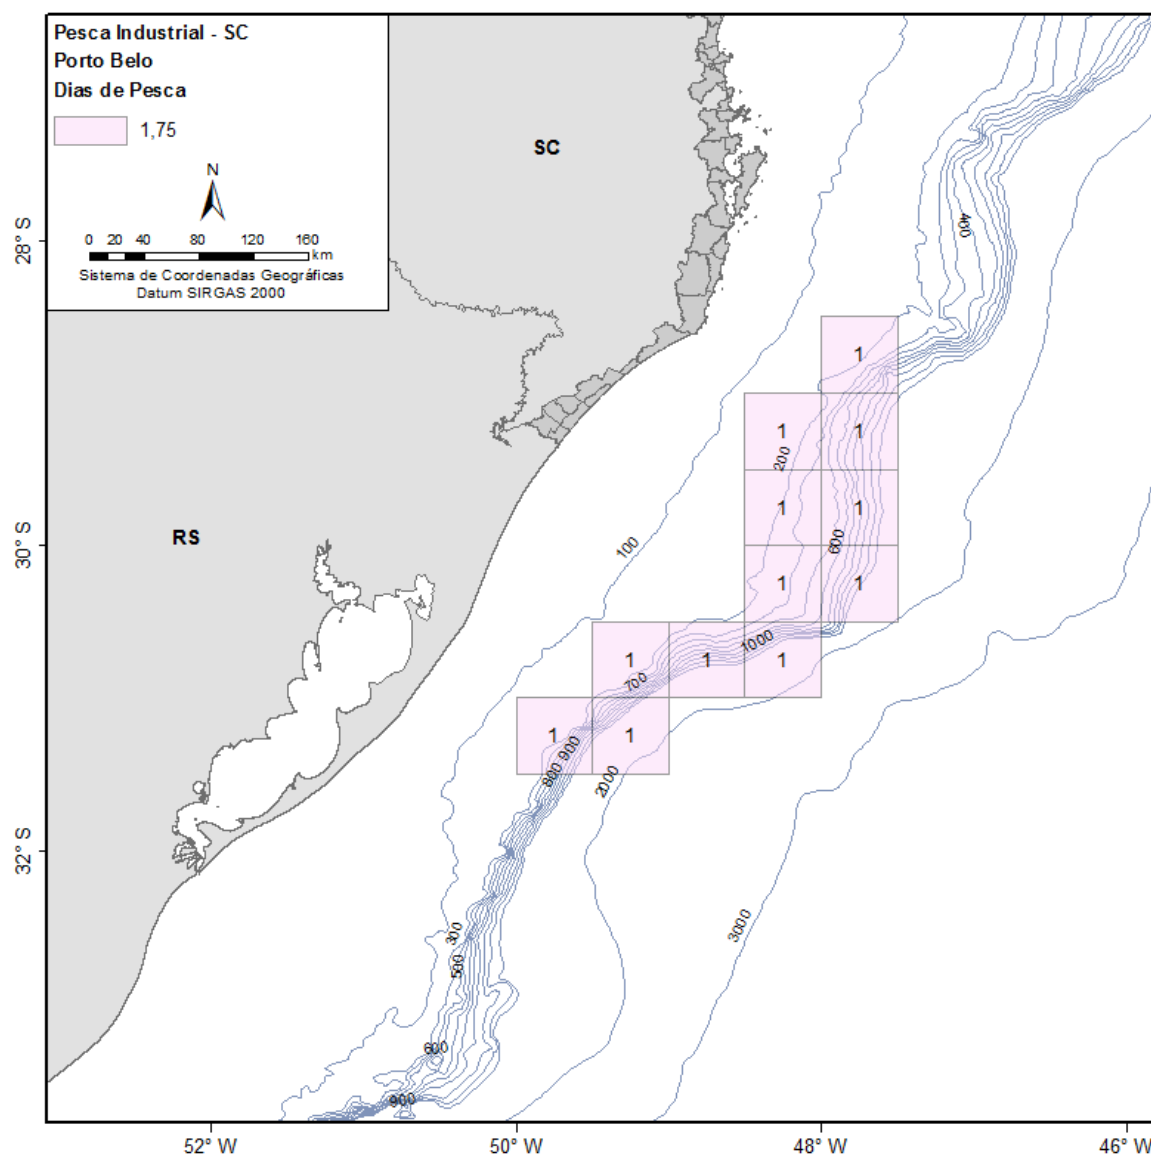 Pesca Industrial - SC
Porto Belo
Dias de Pesca
1,75
N
0 20 40 80 120 160
km
Sistema de Coordenadas Geográficas
Datum SIRGAS 2000
SC
RS
28° S
30° S
32° S
52° W
50° W
48° W
46° W
400
1
1 1
200
1 1
600
100
1 1
1 1 1
1000
700
1 1
900
800
2000
3000
300
500
600
900